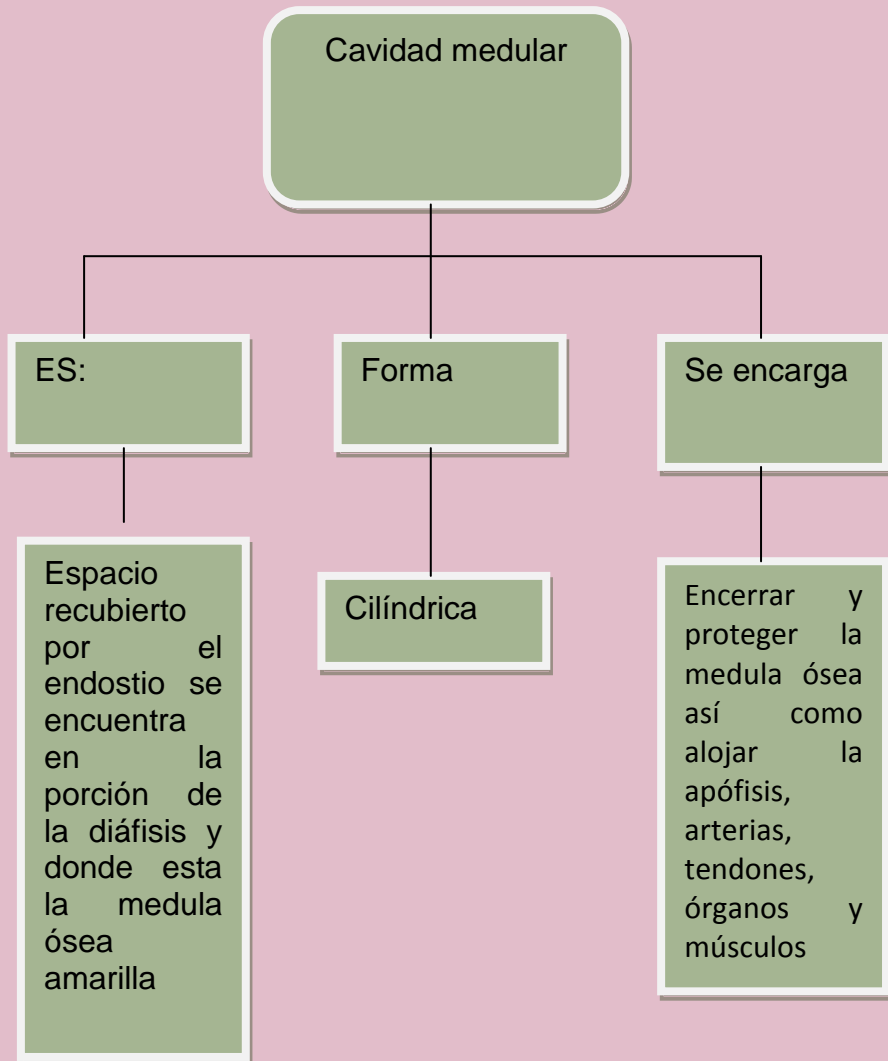 Cavidad medular
ES:
Forma
Se encarga
Espacio
recubierto
por el
endostio se
encuentra
en la
porción de
la diáfisis y
donde esta
la medula
ósea
amarilla
Cilíndrica
Encerrar y
proteger la
medula ósea
así como
alojar la
apófisis,
arterias,
tendones,
órganos y
músculos